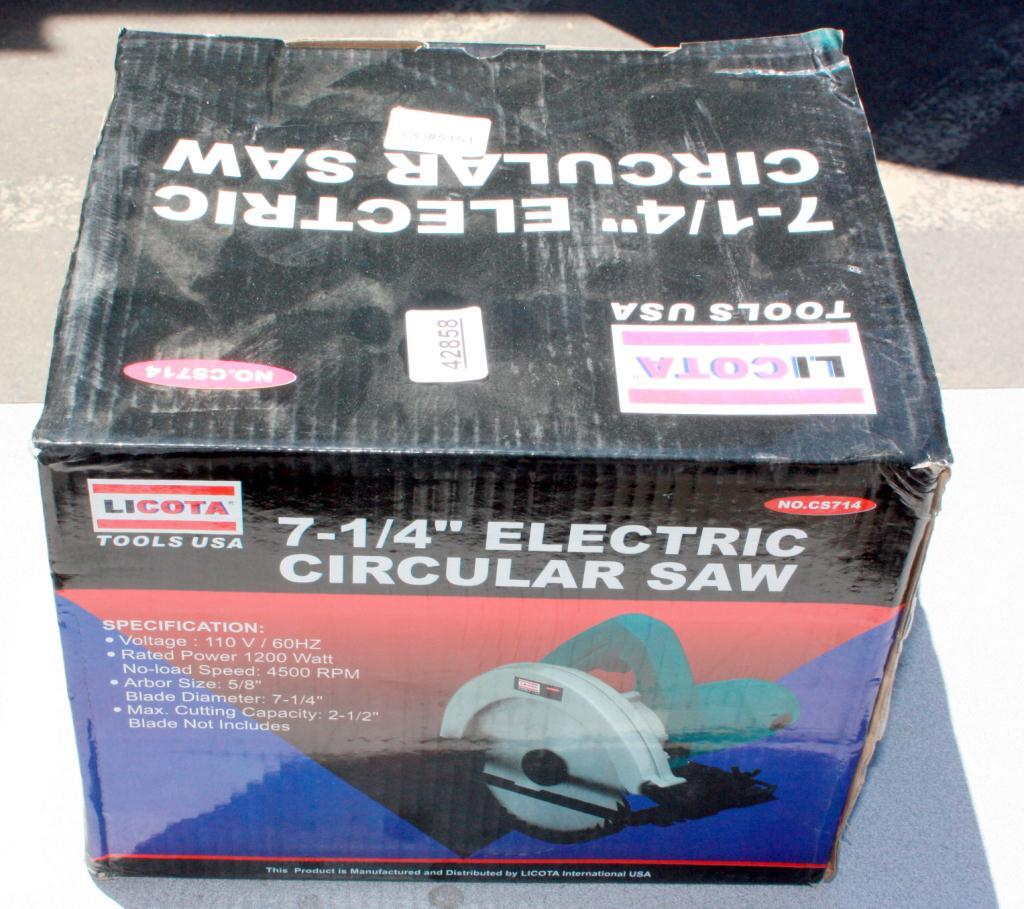 CO#5151
7-1/4" ELECTRIC
CIRCULAR SAW
LICOTA
TOOLS USA
42858
NO.CS714
LICOTA
TOOLS USA
NO.CS714
7-1/4" ELECTRIC
CIRCULAR SAW
SPECIFICATION:
• Voltage : 110 V / 60HZ
• Rated Power 1200 Watt
No-load Speed: 4500 RPM
• Arbor Size: 5/8"
Blade Diameter: 7-1/4"
• Max. Cutting Capacity: 2-1/2"
Blade Not Includes
This Product is Manufactured and Distributed by LICOTA International USA